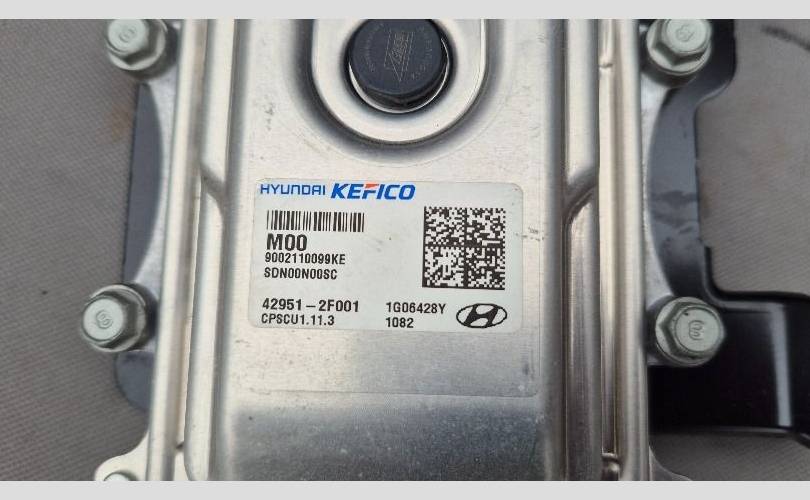 HYUNDAI KEFICO
M00
9002110099KE
SDN00N00SC
42951-2F001 1G06428Y
CPSCU1.11.3 1082